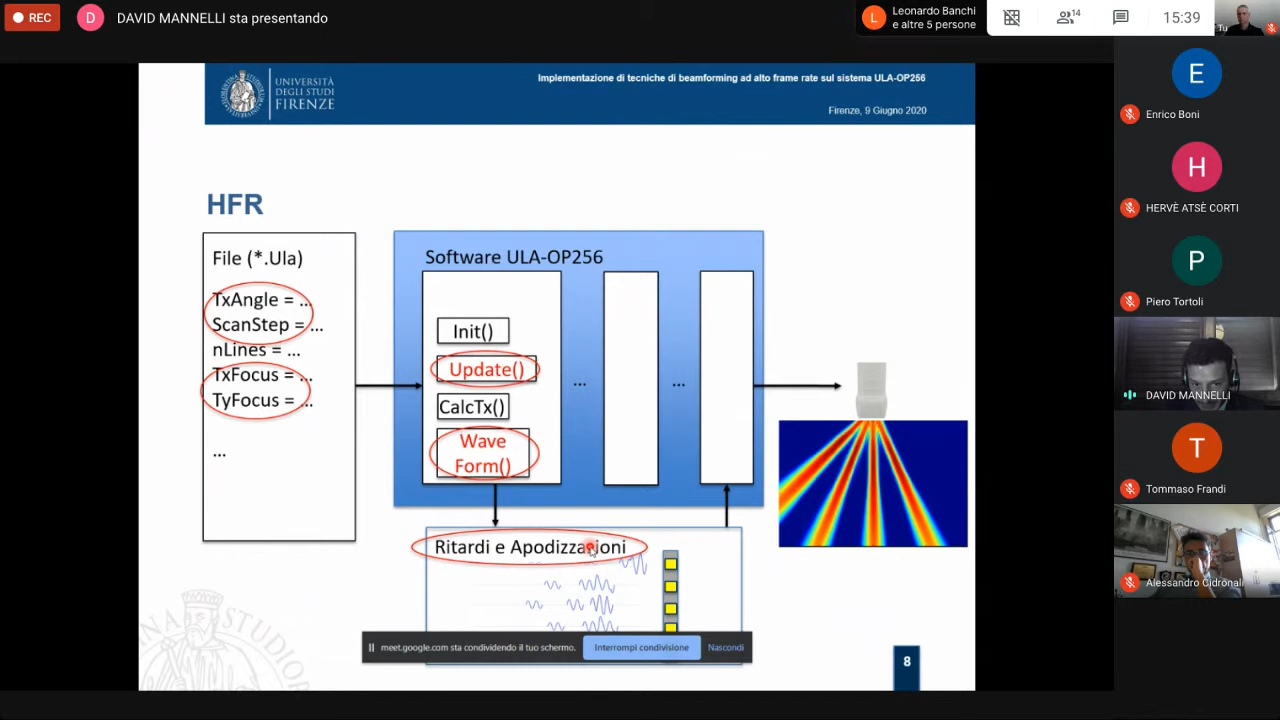 REC
D
DAVID MANNELLI sta presentando
L
Leonardo Banchi
e altre 5 persone
14
15:39
Tu
UNIVERSITÀ
DEGLI STUDI
FIRENZE
Implementazione di tecniche di beamforming ad alto frame rate sul sistema ULA-OP256
Firenze, 9 Giugno 2020
HFR
File (*.Ula)
TxAngle = ...
ScanStep = ...
nLines = ...
TxFocus = ...
TyFocus = ...
...
Software ULA-OP256
Init()
Update()
CalcTx()
Wave
Form()
...
...
Ritardi e Apodizzazioni
meet.google.com sta condividendo il tuo schermo.
Interrompi condivisione
Nascondi
8
E
Enrico Boni
H
HERVÈ ATSÈ CORTI
P
Piero Tortoli
DAVID MANNELLI
T
Tommaso Frandi
Alessandro Cidronali